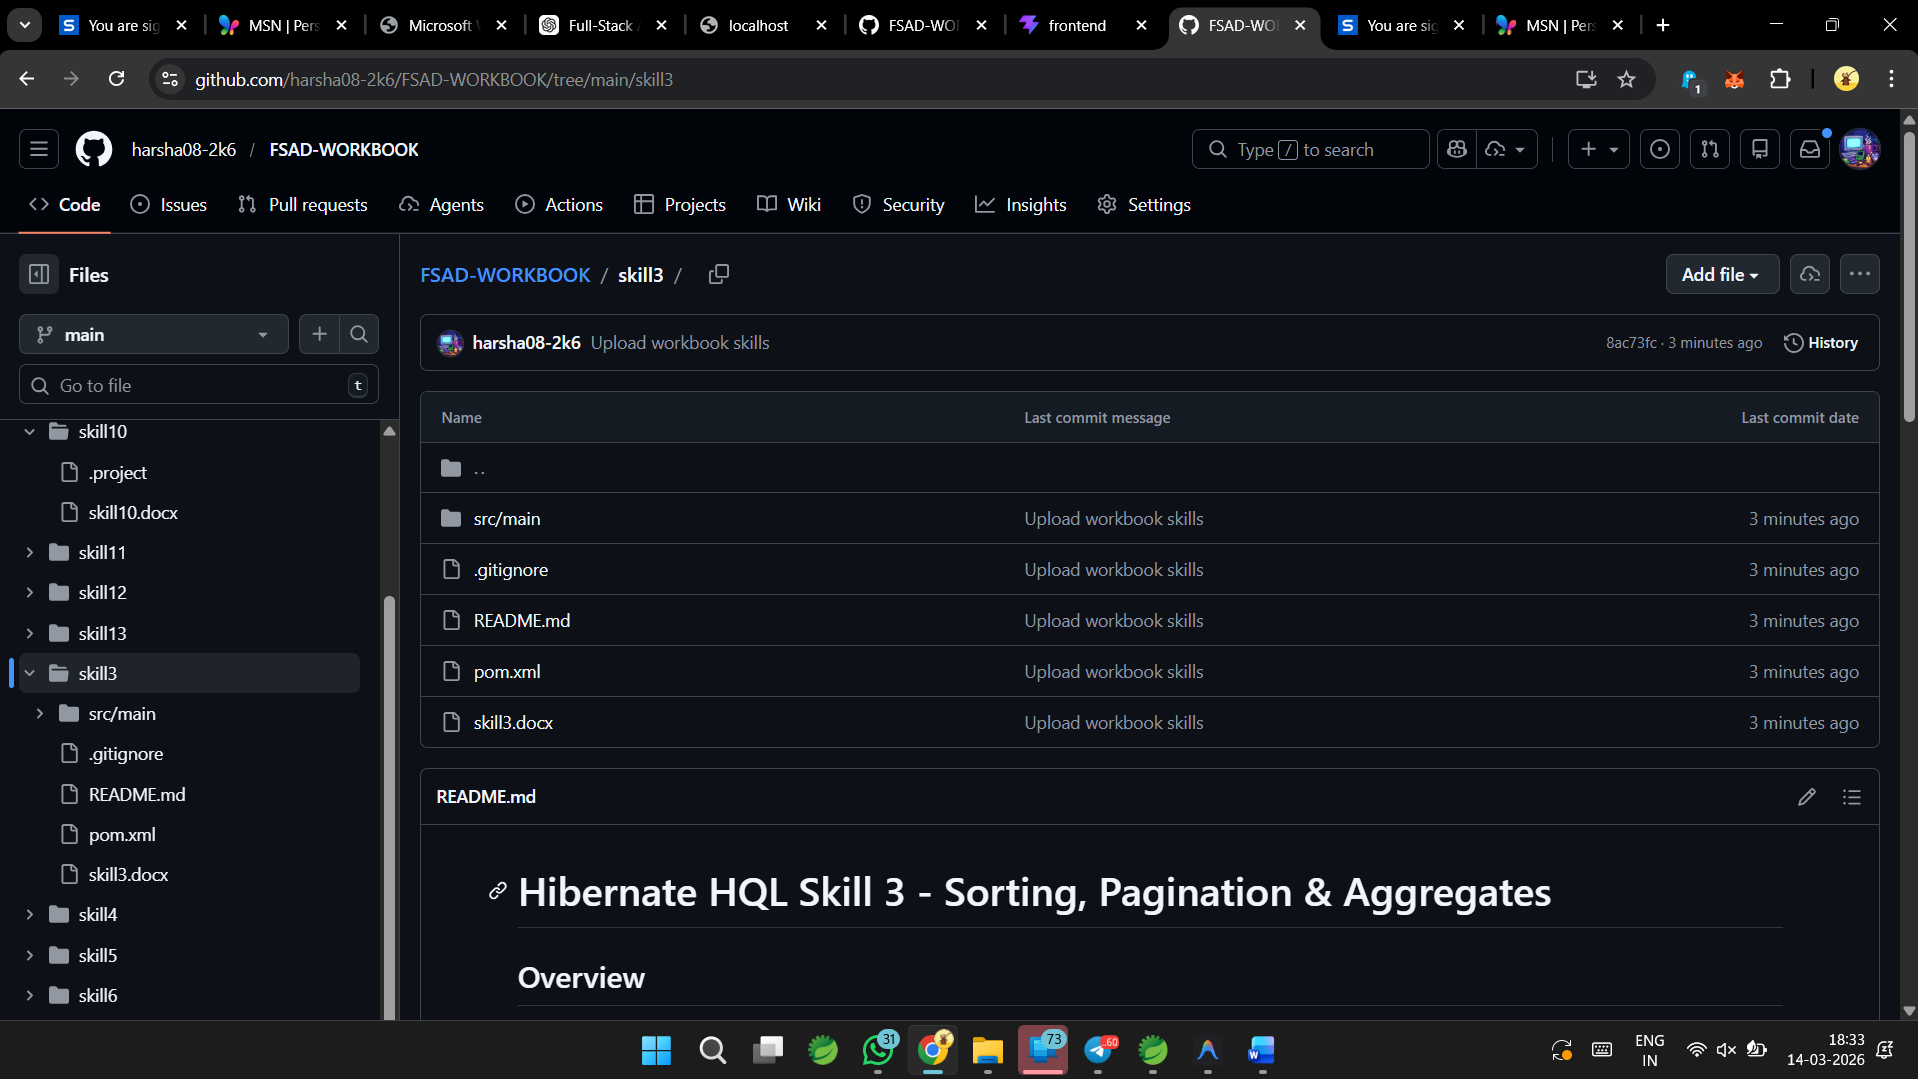 You are sig
MSN | Pers
Microsoft
Full-Stack
localhost
FSAD-WO
frontend
FSAD-WO
You are sig
MSN | Pers
github.com/harsha08-2k6/FSAD-WORKBOOK/tree/main/skill3
1
harsha08-2k6 / FSAD-WORKBOOK
Type / to search
Code
Issues
Pull requests
Agents
Actions
Projects
Wiki
Security
Insights
Settings
Files
main
Go to file
t
skill10
.project
skill10.docx
skill11
skill12
skill13
skill3
src/main
.gitignore
README.md
pom.xml
skill3.docx
skill4
skill5
skill6
FSAD-WORKBOOK / skill3 /
Add file
harsha08-2k6 Upload workbook skills
8ac73fc · 3 minutes ago
History
Name Last commit message Last commit date
..
src/main Upload workbook skills 3 minutes ago
.gitignore Upload workbook skills 3 minutes ago
README.md Upload workbook skills 3 minutes ago
pom.xml Upload workbook skills 3 minutes ago
skill3.docx Upload workbook skills 3 minutes ago
README.md
Hibernate HQL Skill 3 - Sorting, Pagination & Aggregates
Overview
31
73
60
ENG
IN
18:33
14-03-2026